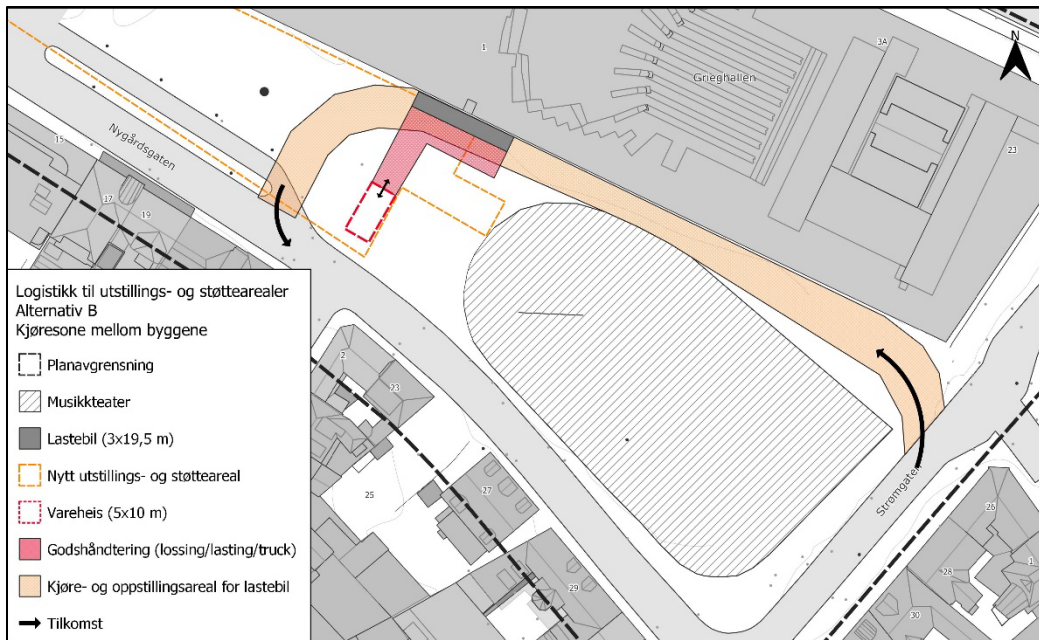 N
1
3A
Grieghallen
23
15
Nygårdsgaten
17
19
Logistikk til utstillings- og støttearealer
Alternativ B
Kjøresone mellom byggene
Planavgrensning
Musikkteater
Lastebil (3x19,5 m)
Nytt utstillings- og støtteareal
Vareheis (5x10 m)
Godshåndtering (lossing/lasting/truck)
Kjøre- og oppstillingsareal for lastebil
Tilkomst
2
23
25
27
29
Strømgaten
26
28
1
30